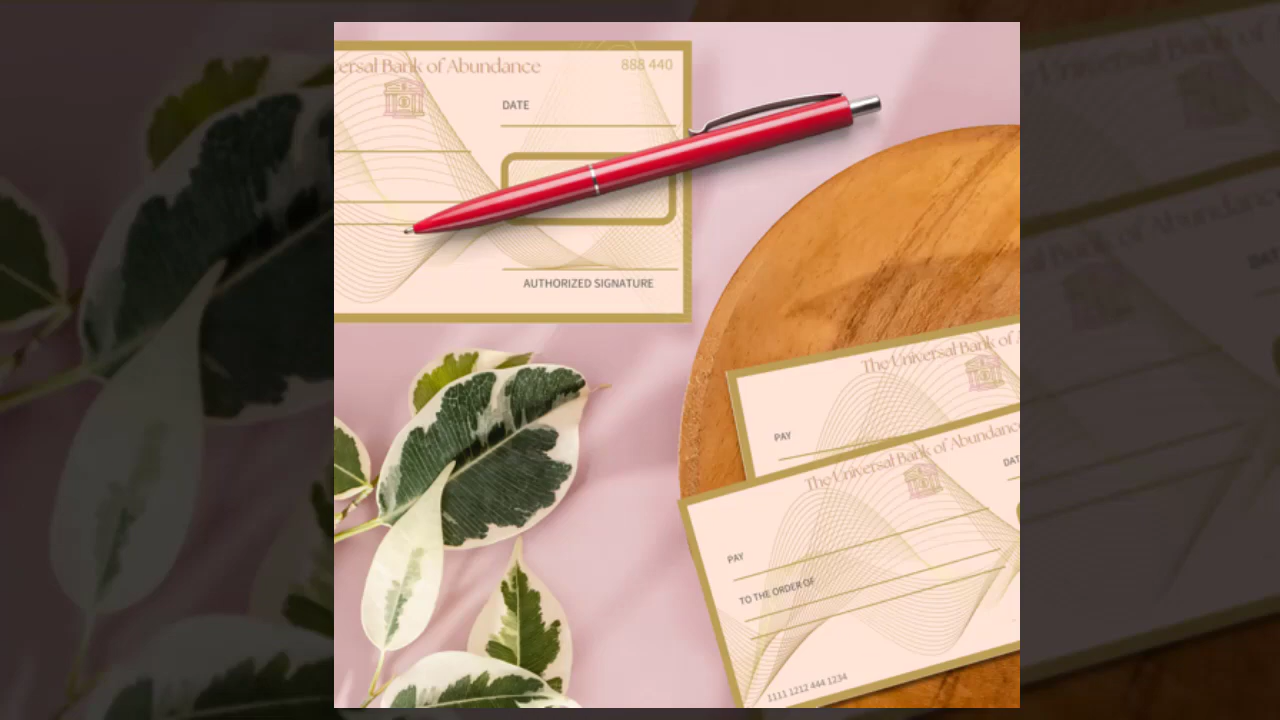 ersal Bank of Abundance
888 440
DATE
AUTHORIZED SIGNATURE
The Universal Bank of
PAY
The Universal Bank of Abundance
DAT
PAY
TO THE ORDER OF
1111 1212 444 1234